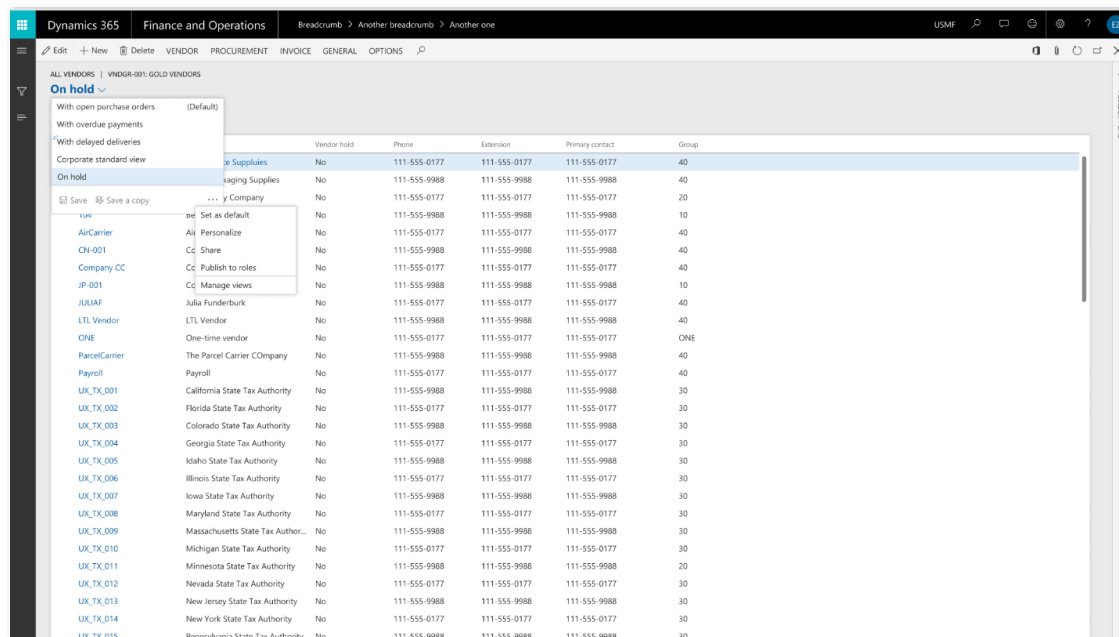 Dynamics 365 Finance and Operations Breadcrumb > Another breadcrumb > Another one USMF ? EZ
Edit + New Delete VENDOR PROCUREMENT INVOICE GENERAL OPTIONS
ALL VENDORS | VNDGR-001: GOLD VENDORS
On hold
With open purchase orders (Default)
With overdue payments
With delayed deliveries
Corporate standard view
On hold
Save Save a copy ...
Set as default
Personalize
Share
Publish to roles
Manage views
Vendor hold Phone Extension Primary contact Group
Suppluies No 111-555-0177 111-555-0177 111-555-0177 40
Supplies No 111-555-9988 111-555-9988 111-555-9988 40
Company No 111-555-0177 111-555-0177 111-555-0177 20
104 No 111-555-9988 111-555-9988 111-555-9988 10
AirCarrier No 111-555-0177 111-555-0177 111-555-0177 40
CN-001 No 111-555-9988 111-555-9988 111-555-9988 40
Company CC No 111-555-0177 111-555-0177 111-555-0177 40
JP-001 No 111-555-9988 111-555-9988 111-555-9988 10
JULIAF Julia Funderburk No 111-555-0177 111-555-0177 111-555-0177 40
LTL Vendor LTL Vendor No 111-555-9988 111-555-9988 111-555-9988 40
ONE One-time vendor No 111-555-0177 111-555-0177 111-555-0177 ONE
ParcelCarrier The Parcel Carrier COmpany No 111-555-9988 111-555-9988 111-555-9988 40
Payroll Payroll No 111-555-0177 111-555-0177 111-555-0177 40
UX_TX_001 California State Tax Authority No 111-555-9988 111-555-9988 111-555-9988 30
UX_TX_002 Florida State Tax Authority No 111-555-0177 111-555-0177 111-555-0177 30
UX_TX_003 Colorado State Tax Authority No 111-555-9988 111-555-9988 111-555-9988 30
UX_TX_004 Georgia State Tax Authority No 111-555-0177 111-555-0177 111-555-0177 30
UX_TX_005 Idaho State Tax Authority No 111-555-9988 111-555-9988 111-555-9988 30
UX_TX_006 Illinois State Tax Authority No 111-555-0177 111-555-0177 111-555-0177 30
UX_TX_007 Iowa State Tax Authority No 111-555-9988 111-555-9988 111-555-9988 30
UX_TX_008 Maryland State Tax Authority No 111-555-0177 111-555-0177 111-555-0177 30
UX_TX_009 Massachusetts State Tax Author... No 111-555-9988 111-555-9988 111-555-9988 30
UX_TX_010 Michigan State Tax Authority No 111-555-0177 111-555-0177 111-555-0177 30
UX_TX_011 Minnesota State Tax Authority No 111-555-9988 111-555-9988 111-555-9988 20
UX_TX_012 Nevada State Tax Authority No 111-555-0177 111-555-0177 111-555-0177 30
UX_TX_013 New Jersey State Tax Authority No 111-555-9988 111-555-9988 111-555-9988 30
UX_TX_014 New York State Tax Authority No 111-555-0177 111-555-0177 111-555-0177 30
UX_TX_015 Pennsylvania State Tax Authority No 111-555-9988 111-555-9988 111-555-9988 30